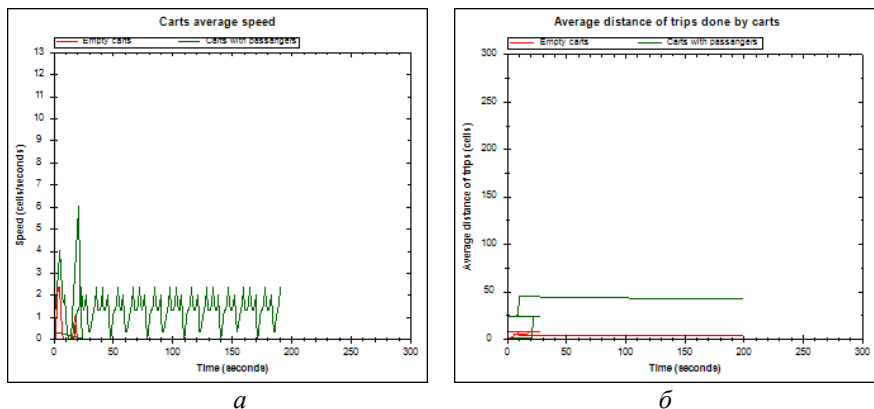 Carts average speed
Empty carts Carts with passangers
13
12
11
10
9
8
7
6
5
4
3
2
1
0
Speed (cells/seconds)
0 50 100 150 200 250 300
Time (seconds)
а
Average distance of trips done by carts
Empty carts Carts with passangers
300
250
200
150
100
50
0
Average distance of trips (cells)
0 50 100 150 200 250 300
Time (seconds)
б